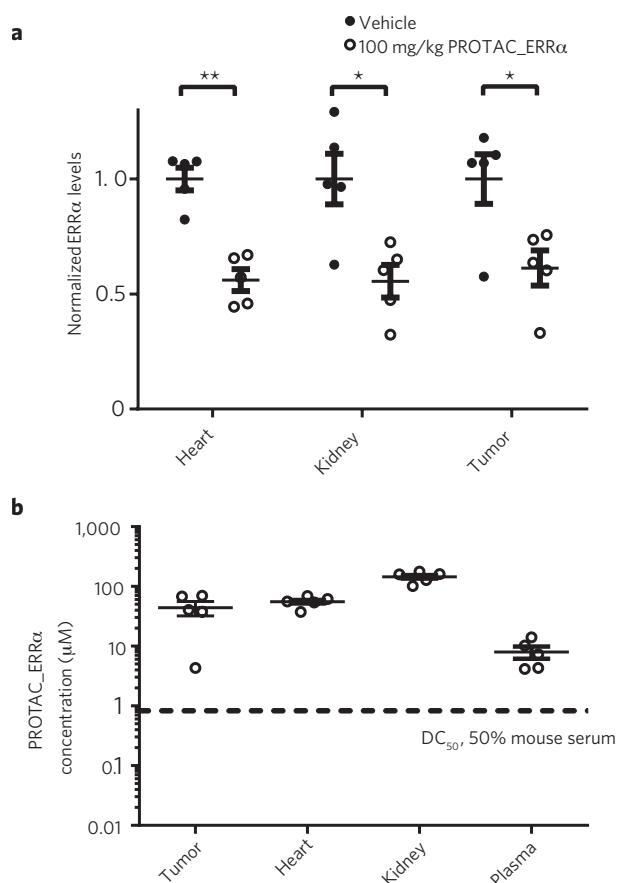 a
Vehicle
100 mg/kg PROTAC_ERRα
** * *
Normalized ERRα levels
1.0
0.5
0
Heart Kidney Tumor
b
PROTAC_ERRα
concentration (μM)
1,000
100
10
1
0.1
0.01
DC50, 50% mouse serum
Tumor Heart Kidney Plasma